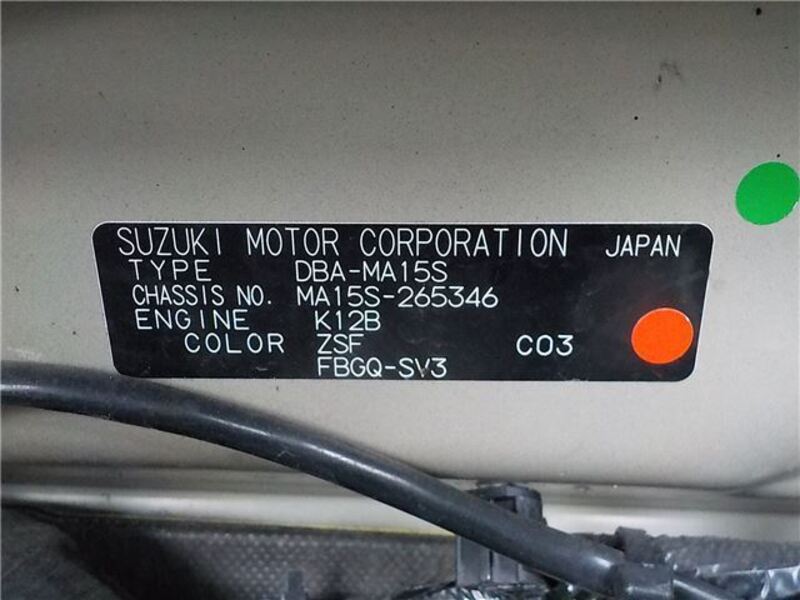 SUZUKI MOTOR CORPORATION JAPAN
TYPE DBA-MA15S
CHASSIS NO. MA15S-265346
ENGINE K12B
COLOR ZSF C03
FBGQ-SV3